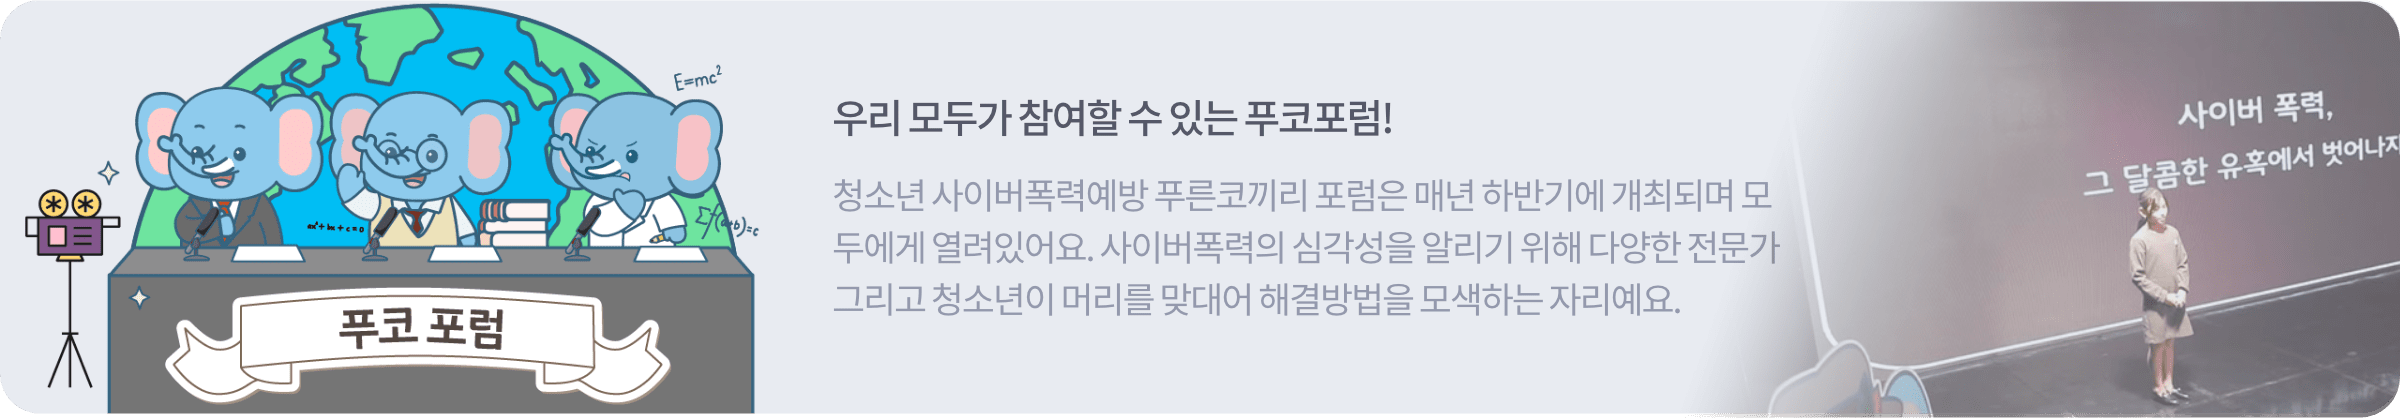 E=mc²
ax²+bx+c=0
(a+b)=c
푸코 포럼
우리 모두가 참여할 수 있는 푸코포럼!
청소년 사이버폭력예방 푸른코끼리 포럼은 매년 하반기에 개최되며 모
두에게 열려있어요. 사이버폭력의 심각성을 알리기 위해 다양한 전문가
그리고 청소년이 머리를 맞대어 해결방법을 모색하는 자리예요.
사이버 폭력,
그 달콤한 유혹에서 벗어나자